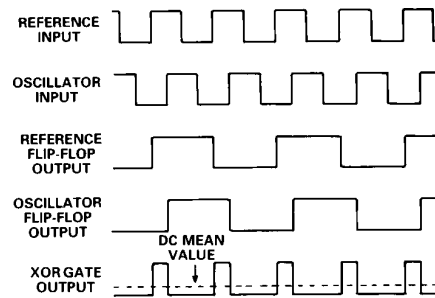 REFERENCE
INPUT
OSCILLATOR
INPUT
REFERENCE
FLIP-FLOP
OUTPUT
OSCILLATOR
FLIP-FLOP
OUTPUT
DC MEAN
VALUE
XOR GATE
OUTPUT